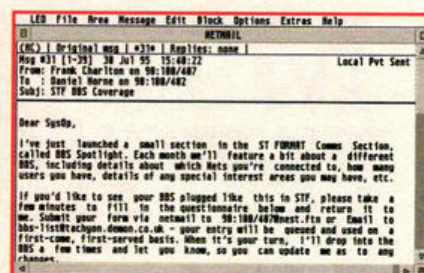 LED File Area Message Edit Block Options Extras Help
NETMAIL
(MC) | Original msg | *31* | Replies: none |
Msg #31 [1-39] 30 Jul 95 15:48:22 Local Pvt Sent
From: Frank Charlton on 90:100/407
To : Daniel Horne on 90:100/402
Subj: STF BBS Coverage
Dear SysOp,
I've just launched a small section in the ST FORMAT Comms Section,
called BBS Spotlight. Each month we'll feature a bit about a different
BBS, including details about which Nets you're connected to, how many
users you have, details of any special interest areas you may have, etc.
If you'd like to see your BBS plugged like this in STF, please take a
few minutes to fill in the questionnaire below and return it to
me. Submit your form via netmail to 90:100/407@nest.ftn or Email to
bbs-list@tachyon.demon.co.uk - your entry will be queued and used on a
first-come, first-served basis. When it's your turn, I'll drop into the
BBS a few times and let you know, so you can update me as to any
changes.